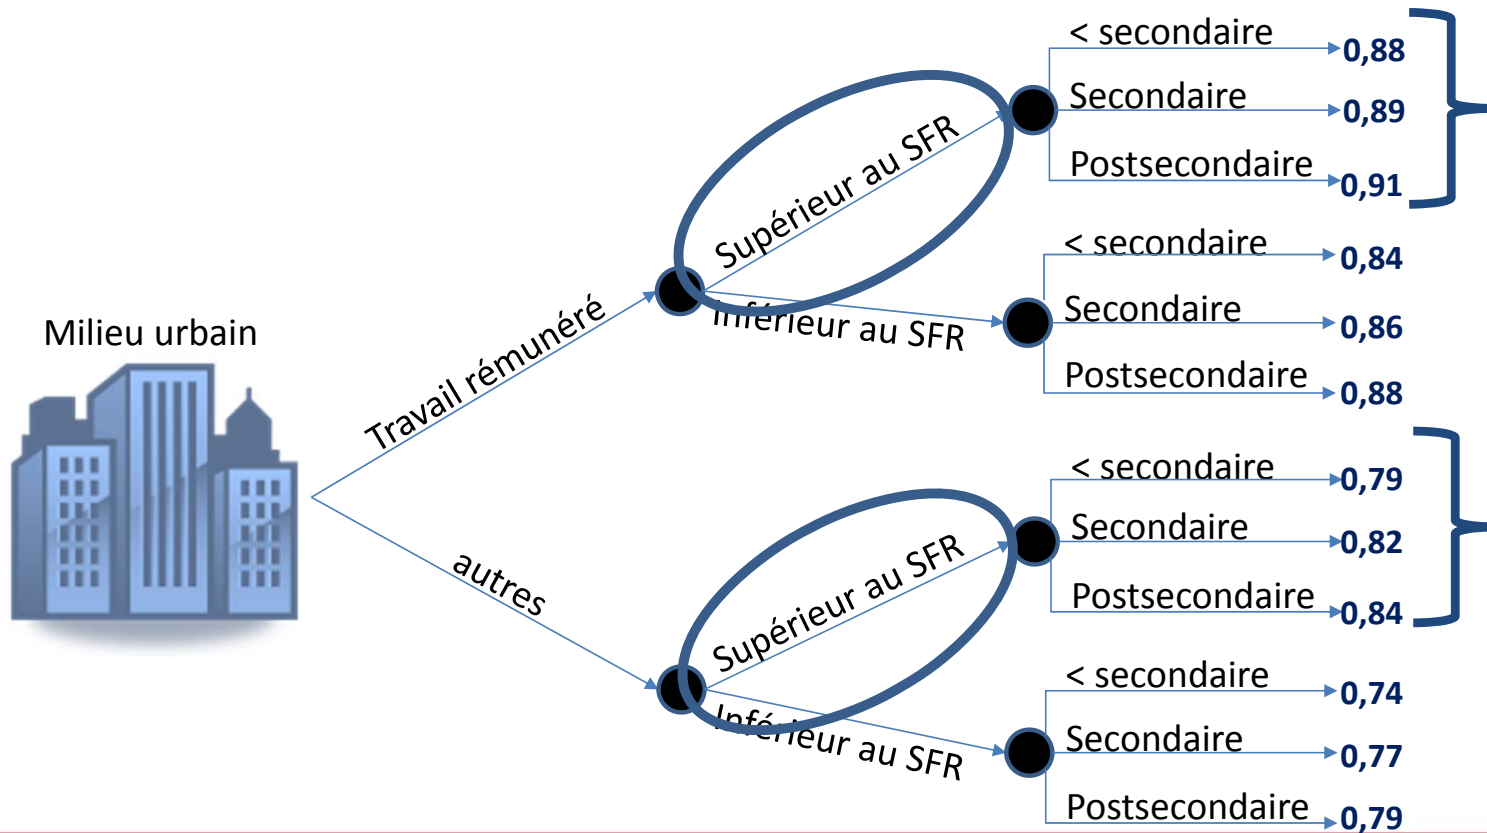 Milieu urbain
Travail rémunéré
Supérieur au SFR
< secondaire
0,88
Secondaire
0,89
Postsecondaire
0,91
Inférieur au SFR
< secondaire
0,84
Secondaire
0,86
Postsecondaire
0,88
autres
Supérieur au SFR
< secondaire
0,79
Secondaire
0,82
Postsecondaire
0,84
Inférieur au SFR
< secondaire
0,74
Secondaire
0,77
Postsecondaire
0,79